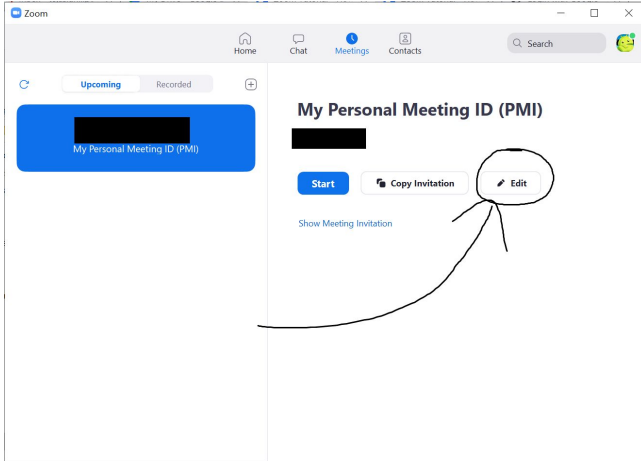 Zoom
Home
Chat
Meetings
Contacts
Search
Upcoming
Recorded
My Personal Meeting ID (PMI)
My Personal Meeting ID (PMI)
Start
Copy Invitation
Edit
Show Meeting Invitation